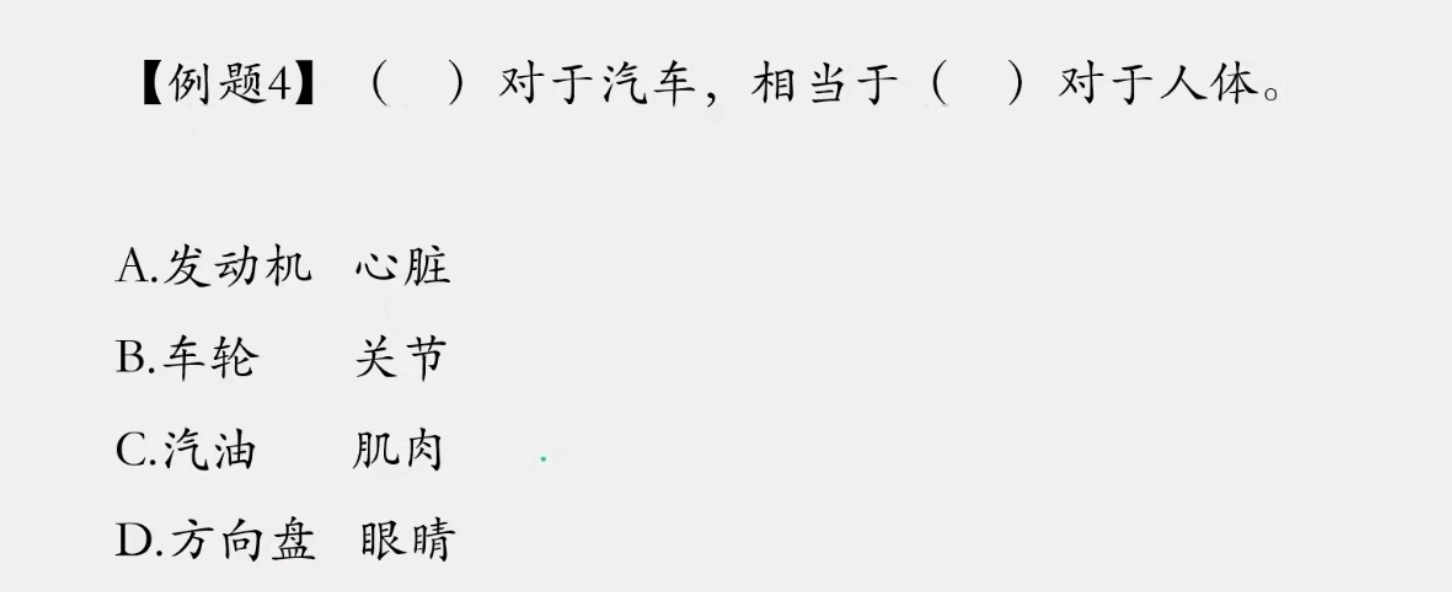 【例题4】（ ）对于汽车，相当于（ ）对于人体。
A.发动机 心脏
B.车轮 关节
C.汽油 肌肉
D.方向盘 眼睛